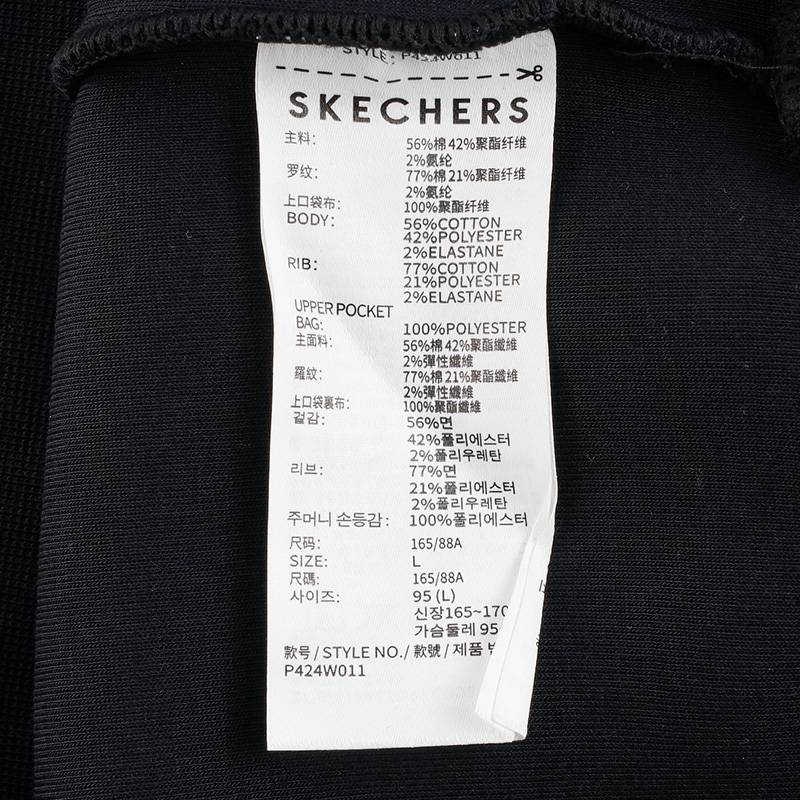 STYLE: P424W011
SKECHERS
主料: 56%棉 42%聚酯纤维
2%氨纶
罗纹: 77%棉 21%聚酯纤维
2%氨纶
上口袋布: 100%聚酯纤维
BODY: 56%COTTON
42%POLYESTER
2%ELASTANE
RIB: 77%COTTON
21%POLYESTER
2%ELASTANE
UPPER POCKET
BAG: 100%POLYESTER
主面料: 56%棉 42%聚酯纖維
2%彈性纖維
羅紋: 77%棉 21%聚酯纖維
2%彈性纖維
上口袋裏布: 100%聚酯纖維
겉감: 56%면
42%폴리에스터
2%폴리우레탄
리브: 77%면
21%폴리에스터
2%폴리우레탄
주머니 손등감: 100%폴리에스터
尺码: 165/88A
SIZE: L
尺碼: 165/88A
사이즈: 95 (L)
신장165~170
가슴둘레 95
款号 / STYLE NO./ 款號 / 제품
P424W011